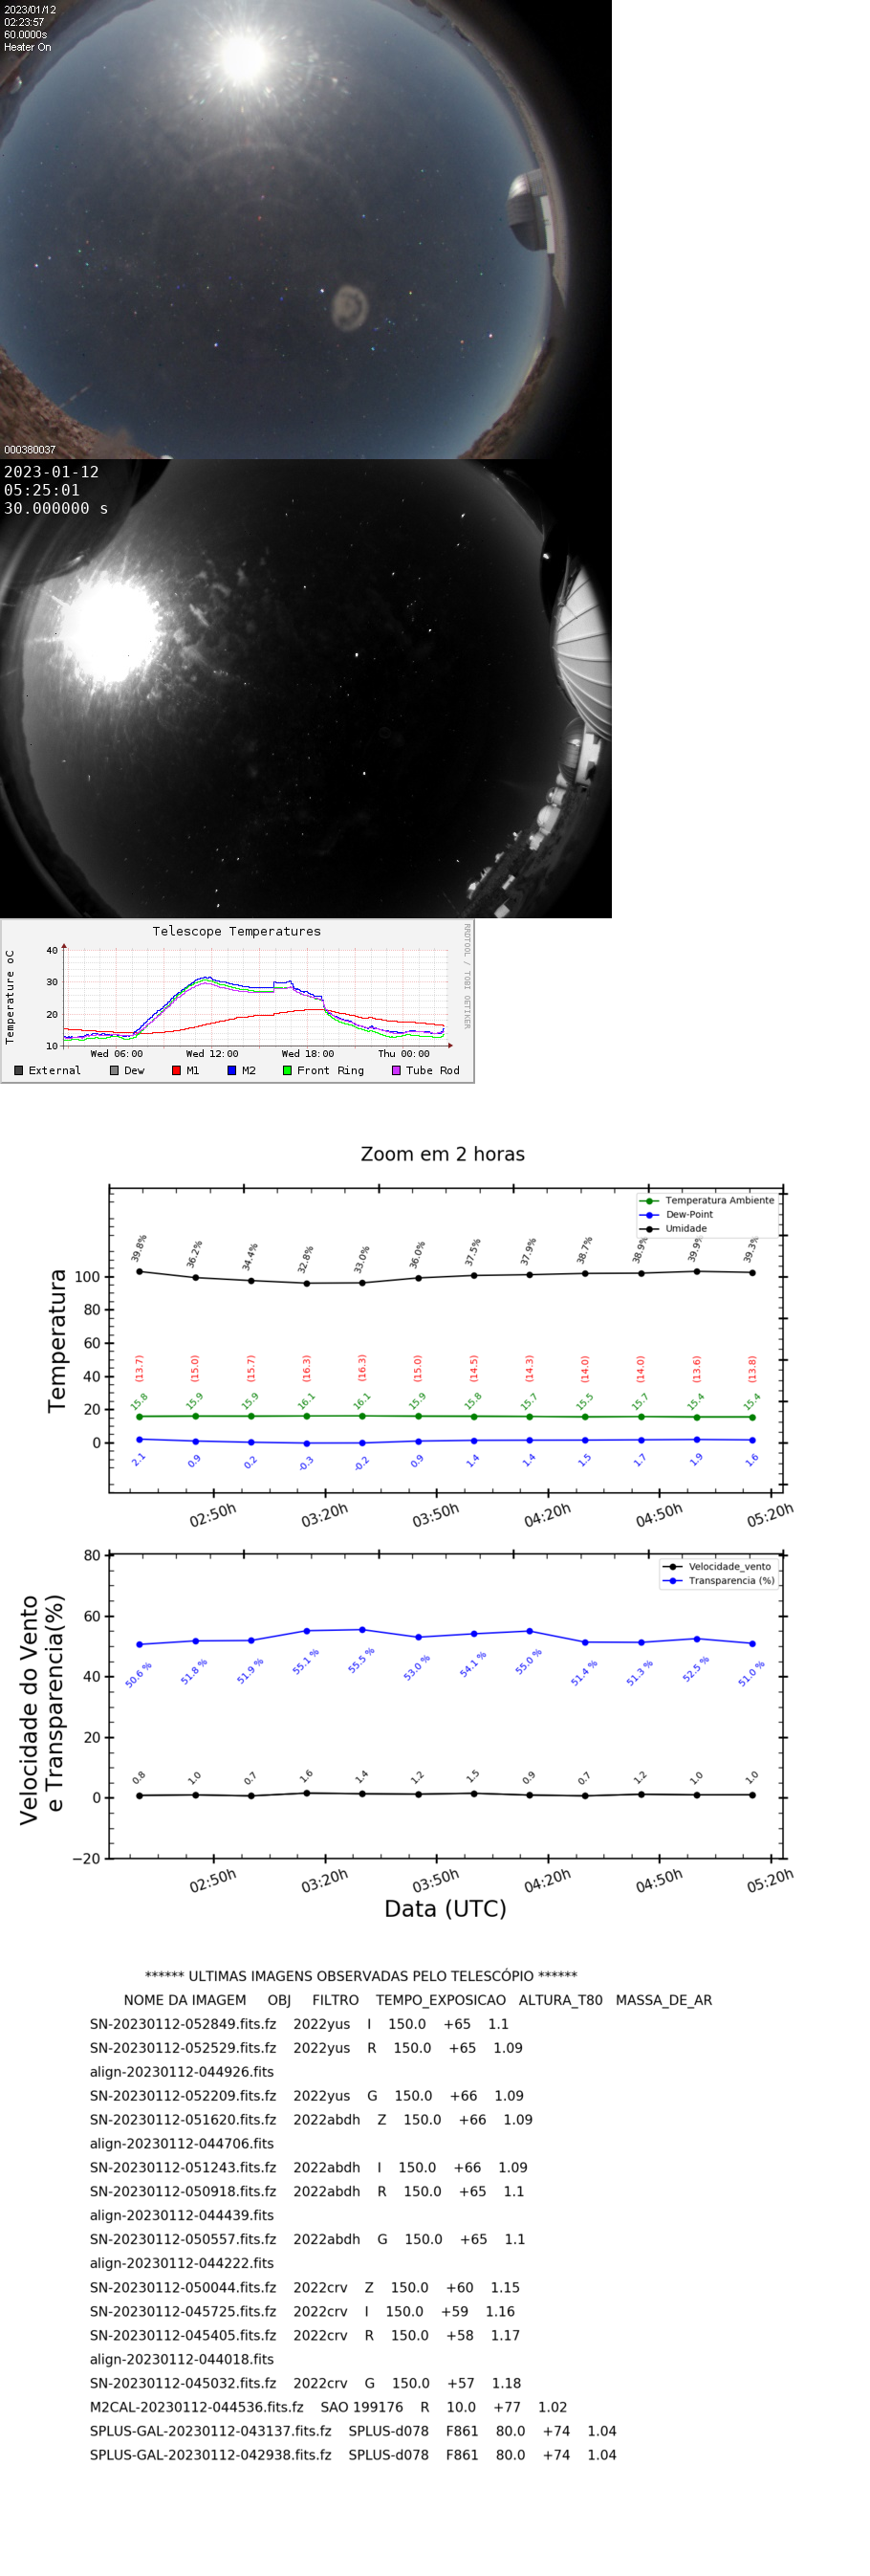 2023/01/12
02:23:57
60.0000s
Heater On
000380037
2023-01-12
05:25:01
30.000000 s
Telescope Temperatures
RRDTOOL / TOBI OETIKER
Temperature oC
40
30
20
10
Wed 06:00 Wed 12:00 Wed 18:00 Thu 00:00
External Dew M1 M2 Front Ring Tube Rod
Zoom em 2 horas
Temperatura Ambiente
Dew-Point
Umidade
Temperatura
100
80
60
40
20
0
39.8% 36.2% 34.4% 32.8% 33.0% 36.0% 37.5% 37.9% 38.7% 38.9% 39.9% 39.3%
(13.7) (15.0) (15.7) (16.3) (16.3) (15.0) (14.5) (14.3) (14.0) (14.0) (13.6) (13.8)
15.8 15.9 15.9 16.1 16.1 15.9 15.8 15.7 15.5 15.7 15.4 15.4
2.1 0.9 0.2 -0.3 -0.2 0.9 1.4 1.4 1.5 1.7 1.9 1.6
02:50h 03:20h 03:50h 04:20h 04:50h 05:20h
Velocidade_vento
Transparencia (%)
Velocidade do Vento
e Transparencia(%)
80
60
40
20
0
−20
50.6 % 51.8 % 51.9 % 55.1 % 55.5 % 53.0 % 54.1 % 55.0 % 51.4 % 51.3 % 52.5 % 51.0 %
0.8 1.0 0.7 1.6 1.4 1.2 1.5 0.9 0.7 1.2 1.0 1.0
02:50h 03:20h 03:50h 04:20h 04:50h 05:20h
Data (UTC)
****** ULTIMAS IMAGENS OBSERVADAS PELO TELESCÓPIO ******
NOME DA IMAGEM OBJ FILTRO TEMPO_EXPOSICAO ALTURA_T80 MASSA_DE_AR
SN-20230112-052849.fits.fz 2022yus I 150.0 +65 1.1
SN-20230112-052529.fits.fz 2022yus R 150.0 +65 1.09
align-20230112-044926.fits
SN-20230112-052209.fits.fz 2022yus G 150.0 +66 1.09
SN-20230112-051620.fits.fz 2022abdh Z 150.0 +66 1.09
align-20230112-044706.fits
SN-20230112-051243.fits.fz 2022abdh I 150.0 +66 1.09
SN-20230112-050918.fits.fz 2022abdh R 150.0 +65 1.1
align-20230112-044439.fits
SN-20230112-050557.fits.fz 2022abdh G 150.0 +65 1.1
align-20230112-044222.fits
SN-20230112-050044.fits.fz 2022crv Z 150.0 +60 1.15
SN-20230112-045725.fits.fz 2022crv I 150.0 +59 1.16
SN-20230112-045405.fits.fz 2022crv R 150.0 +58 1.17
align-20230112-044018.fits
SN-20230112-045032.fits.fz 2022crv G 150.0 +57 1.18
M2CAL-20230112-044536.fits.fz SAO 199176 R 10.0 +77 1.02
SPLUS-GAL-20230112-043137.fits.fz SPLUS-d078 F861 80.0 +74 1.04
SPLUS-GAL-20230112-042938.fits.fz SPLUS-d078 F861 80.0 +74 1.04